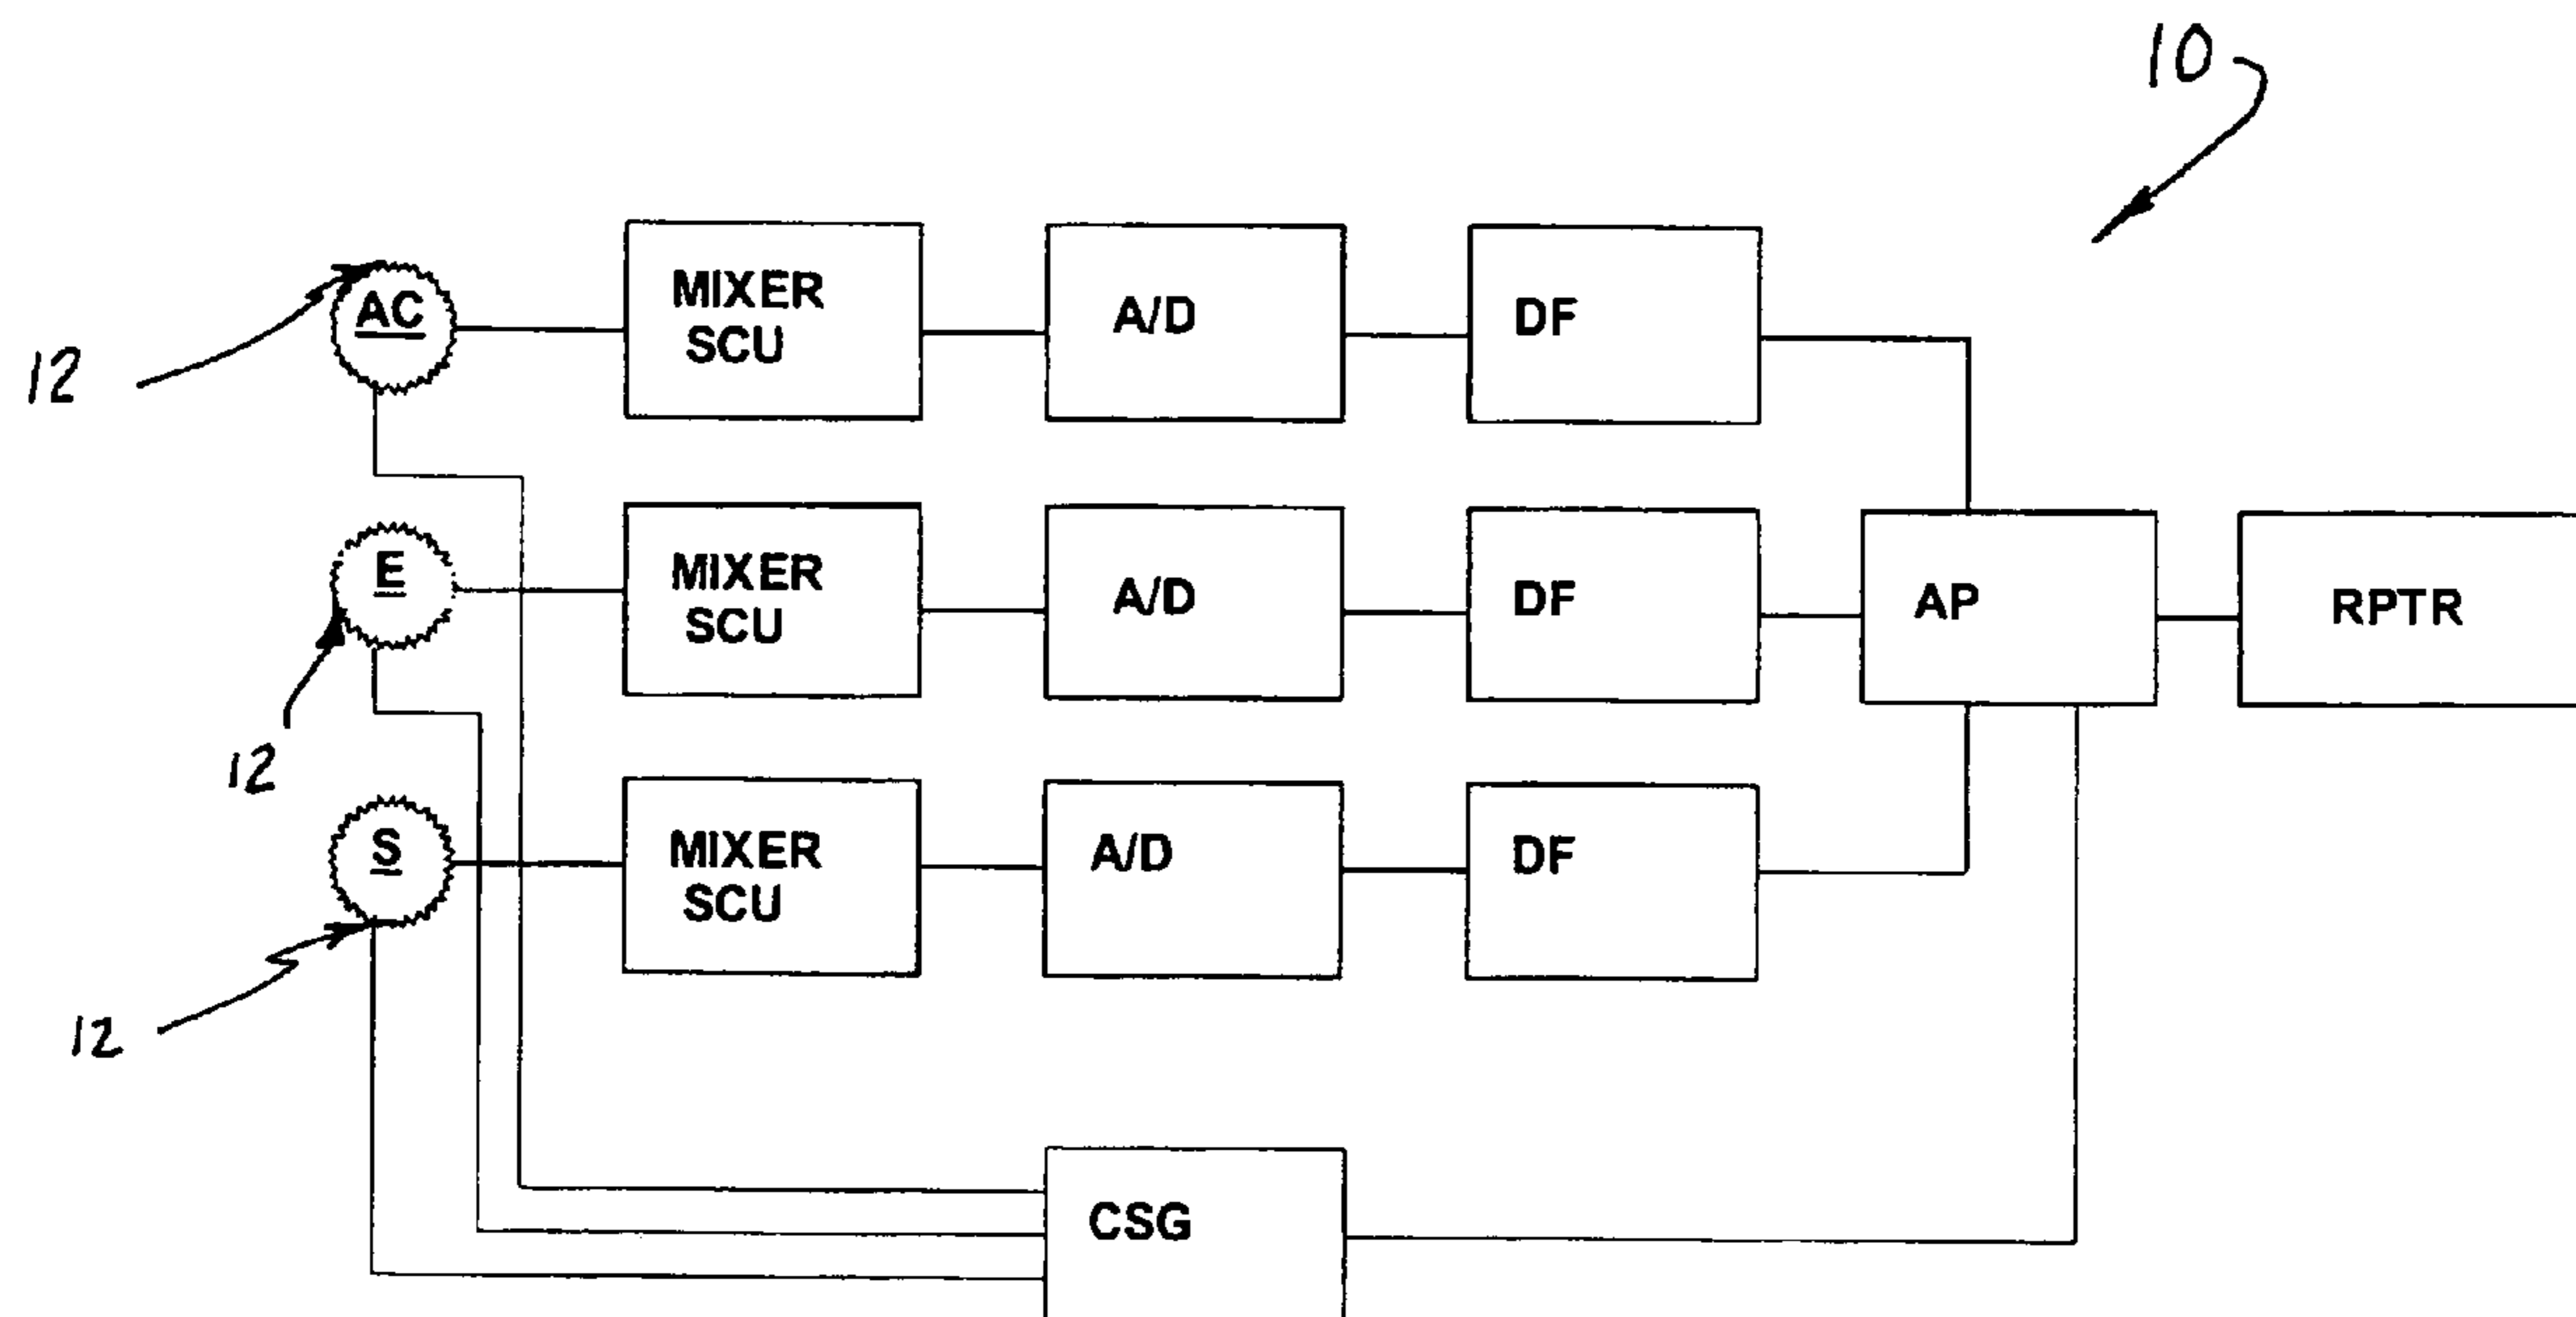 10
AC
MIXER
SCU
A/D
DF
12
E
MIXER
SCU
A/D
DF
AP
RPTR
12
S
MIXER
SCU
A/D
DF
12
CSG